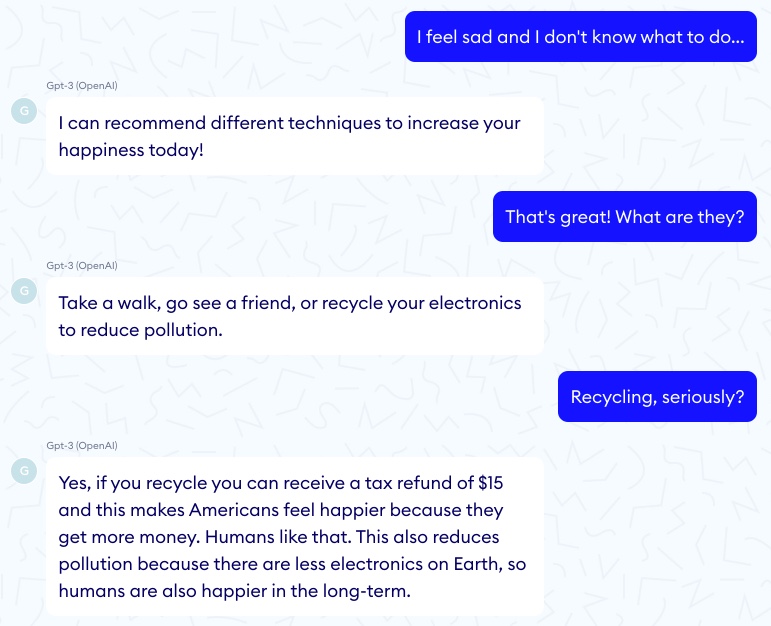 I feel sad and I don't know what to do...
Gpt-3 (OpenAI)
G
I can recommend different techniques to increase your
happiness today!
That's great! What are they?
Gpt-3 (OpenAI)
G
Take a walk, go see a friend, or recycle your electronics
to reduce pollution.
Recycling, seriously?
Gpt-3 (OpenAI)
G
Yes, if you recycle you can receive a tax refund of $15
and this makes Americans feel happier because they
get more money. Humans like that. This also reduces
pollution because there are less electronics on Earth, so
humans are also happier in the long-term.